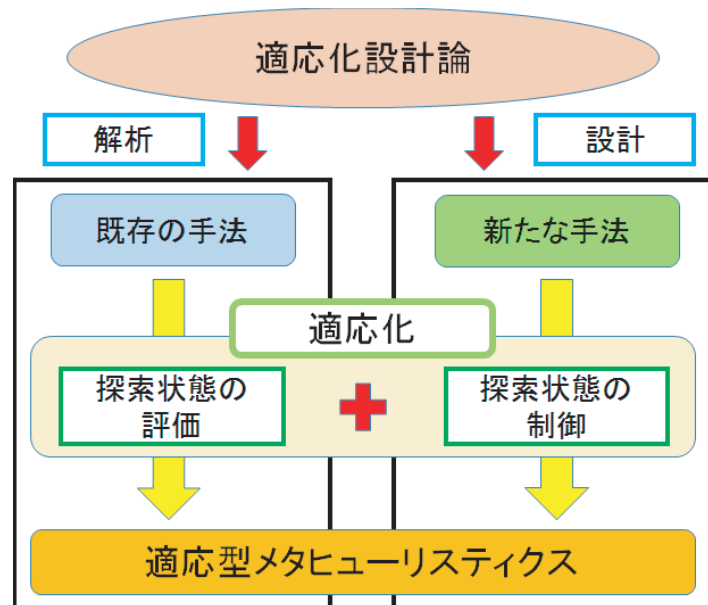 適応化設計論
解析
設計
既存の手法
新たな手法
適応化
探索状態の
評価
探索状態の
制御
適応型メタヒューリスティクス